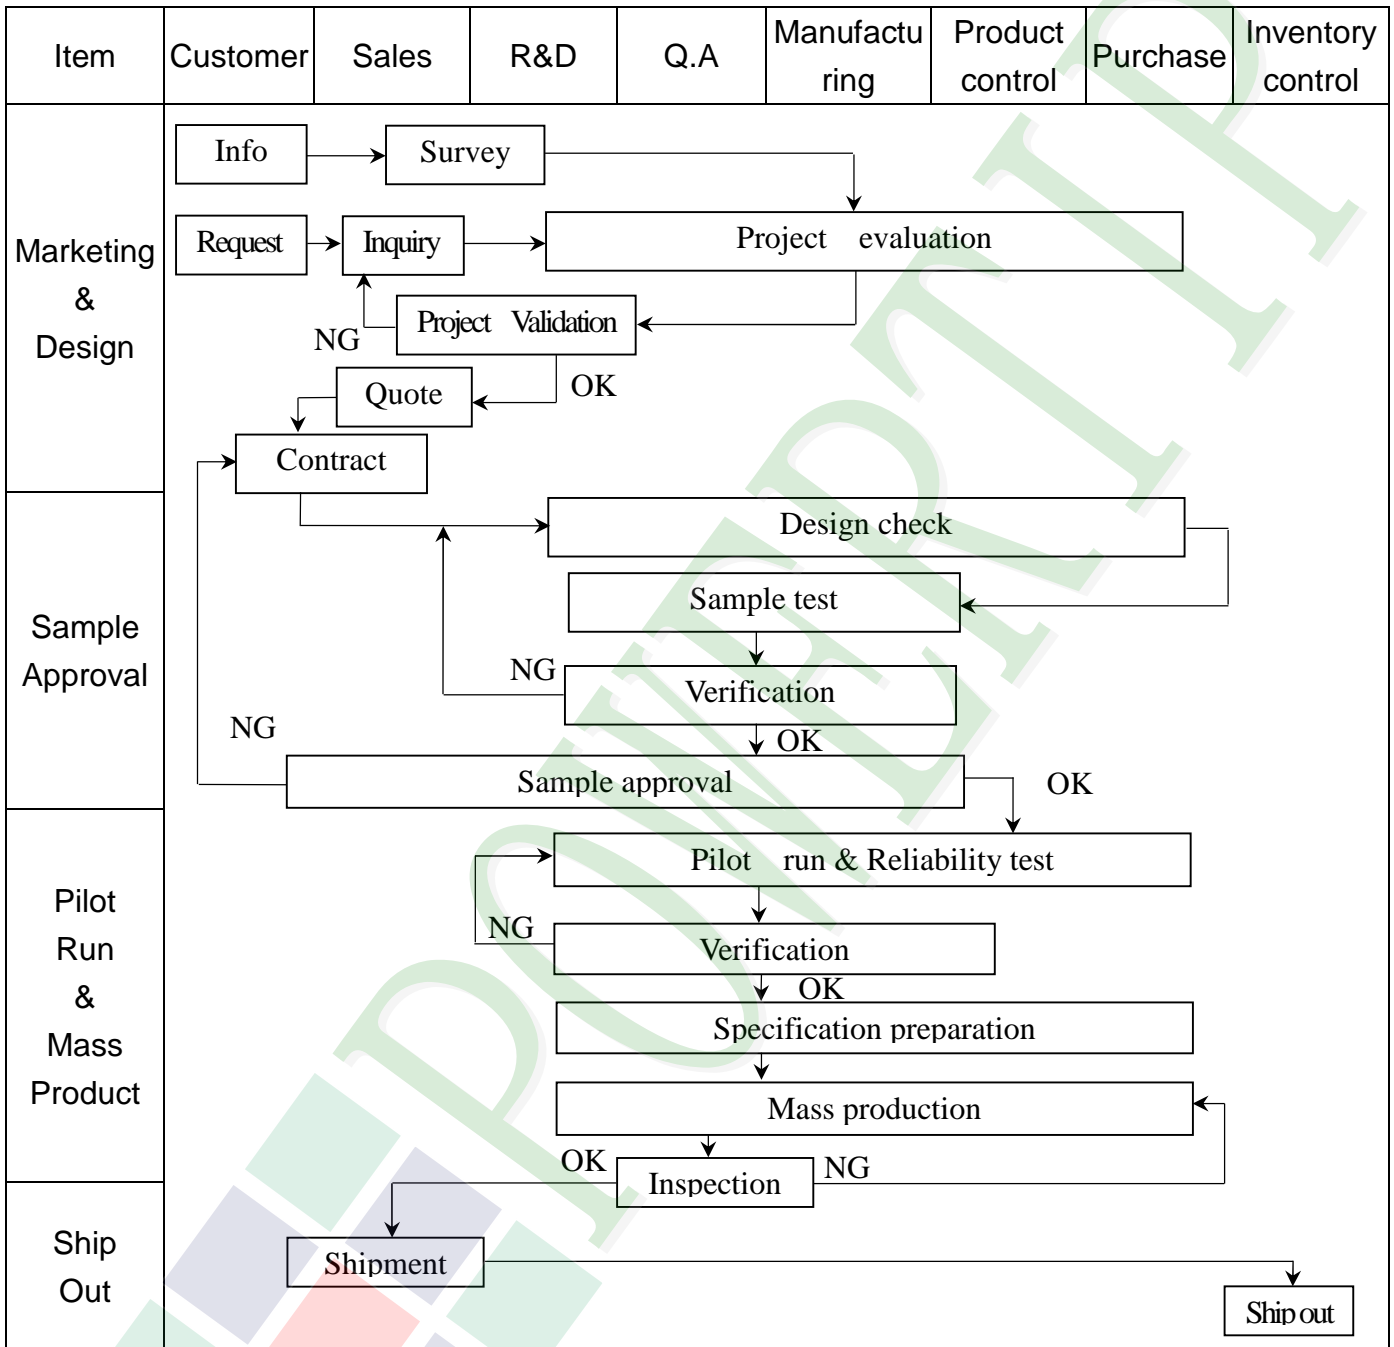 Item
Customer
Sales
R&D
Q.A
Manufactu
ring
Product
control
Purchase
Inventory
control
Marketing
&
Design
Info
Survey
Request
Inquiry
Project evaluation
NG
Project Validation
Quote
OK
Contract
Sample
Approval
Design check
Sample test
NG
Verification
NG
OK
Sample approval
OK
Pilot
Run
&
Mass
Product
Pilot run & Reliability test
NG
Verification
OK
Specification preparation
Mass production
OK
Inspection
NG
Ship
Out
Shipment
Ship out
POWERTIP